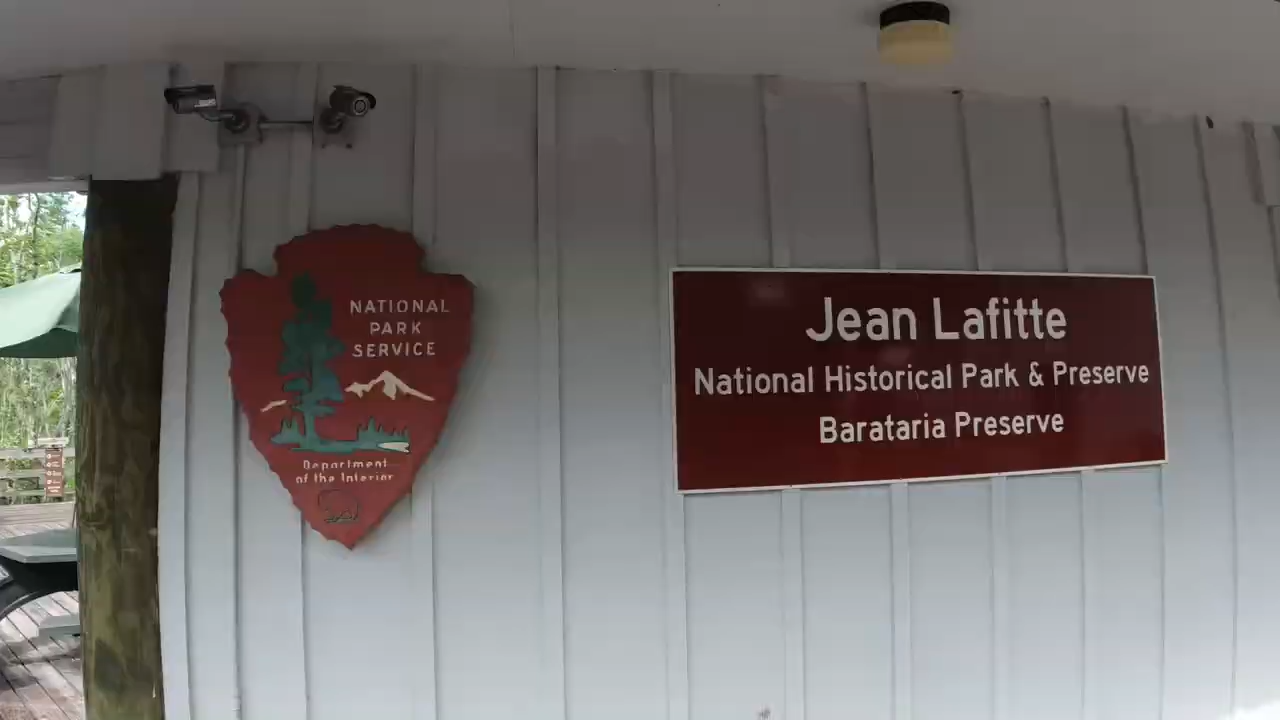 NATIONAL
PARK
SERVICE
Department
of the Interior
Jean Lafitte
National Historical Park & Preserve
Barataria Preserve